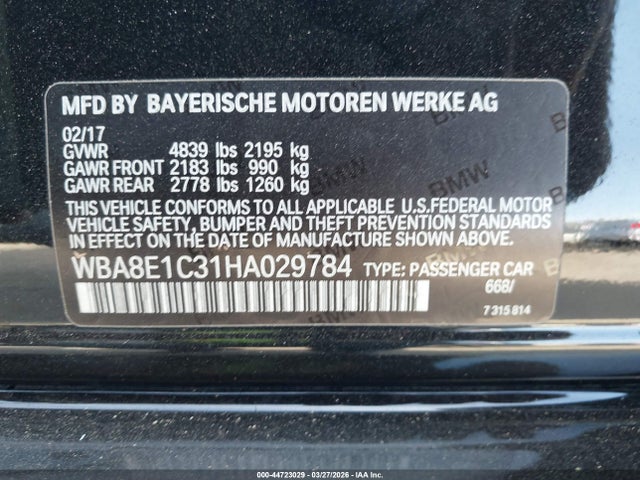 MFD BY BAYERISCHE MOTOREN WERKE AG
02/17
GVWR 4839 lbs 2195 kg
GAWR FRONT 2183 lbs 990 kg
GAWR REAR 2778 lbs 1260 kg
THIS VEHICLE CONFORMS TO ALL APPLICABLE U.S.FEDERAL MOTOR
VEHICLE SAFETY, BUMPER AND THEFT PREVENTION STANDARDS
IN EFFECT ON THE DATE OF MANUFACTURE SHOWN ABOVE.
WBA8E1C31HA029784 TYPE: PASSENGER CAR
668/
7 315 814
BMW
000-44723029 | 03/27/2026 | IAA Inc.